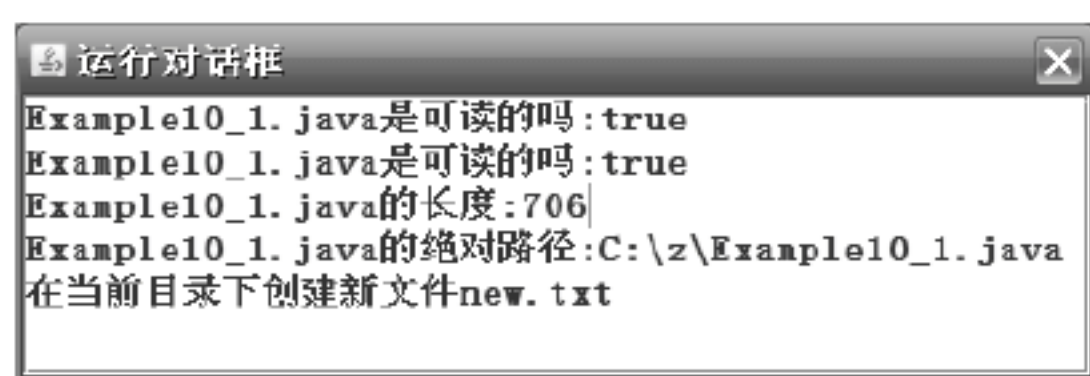 运行对话框
Example10_1.java是可读的吗:true
Example10_1.java是可读的吗:true
Example10_1.java的长度:706
Example10_1.java的绝对路径:C:\z\Example10_1.java
在当前目录下创建新文件new.txt